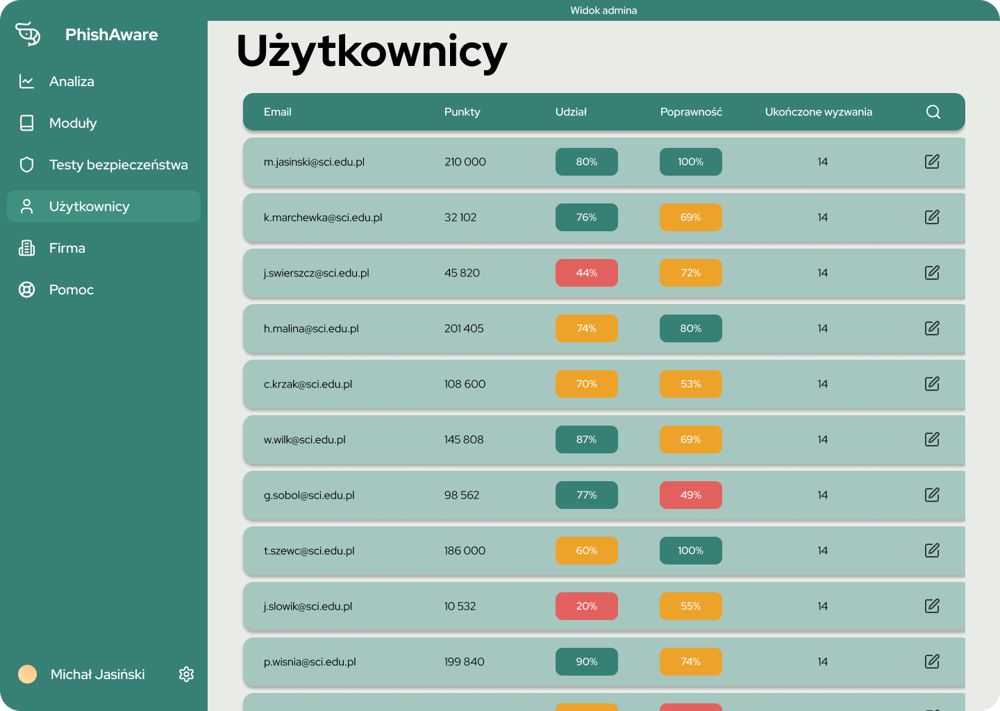 Widok admina
PhishAware
Analiza
Moduły
Testy bezpieczeństwa
Użytkownicy
Firma
Pomoc
Michał Jasiński
Użytkownicy
Email Punkty Udział Poprawność Ukończone wyzwania
m.jasinski@sci.edu.pl 210 000 80% 100% 14
k.marchewka@sci.edu.pl 32 102 76% 69% 14
j.swierszcz@sci.edu.pl 45 820 44% 72% 14
h.malina@sci.edu.pl 201 405 74% 80% 14
c.krzak@sci.edu.pl 108 600 70% 53% 14
w.wilk@sci.edu.pl 145 808 87% 69% 14
g.sobol@sci.edu.pl 98 562 77% 49% 14
t.szewc@sci.edu.pl 186 000 60% 100% 14
j.slowik@sci.edu.pl 10 532 20% 55% 14
p.wisnia@sci.edu.pl 199 840 90% 74% 14